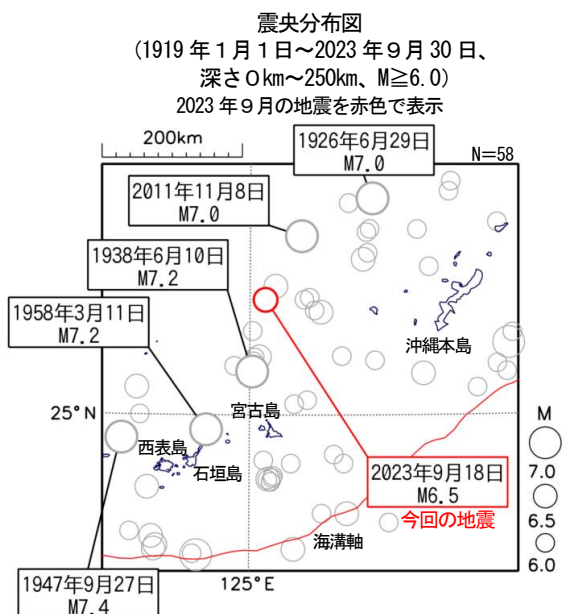 震央分布図
(1919年1月1日～2023年9月30日、
深さ0km～250km、M≧6.0)
2023年9月の地震を赤色で表示
200km
1926年6月29日
M7.0
N=58
2011年11月8日
M7.0
1938年6月10日
M7.2
1958年3月11日
M7.2
沖縄本島
宮古島
25°N
M
西表島
石垣島
7.0
2023年9月18日
M6.5
今回の地震
6.5
海溝軸
6.0
1947年9月27日
M7.4
125°E